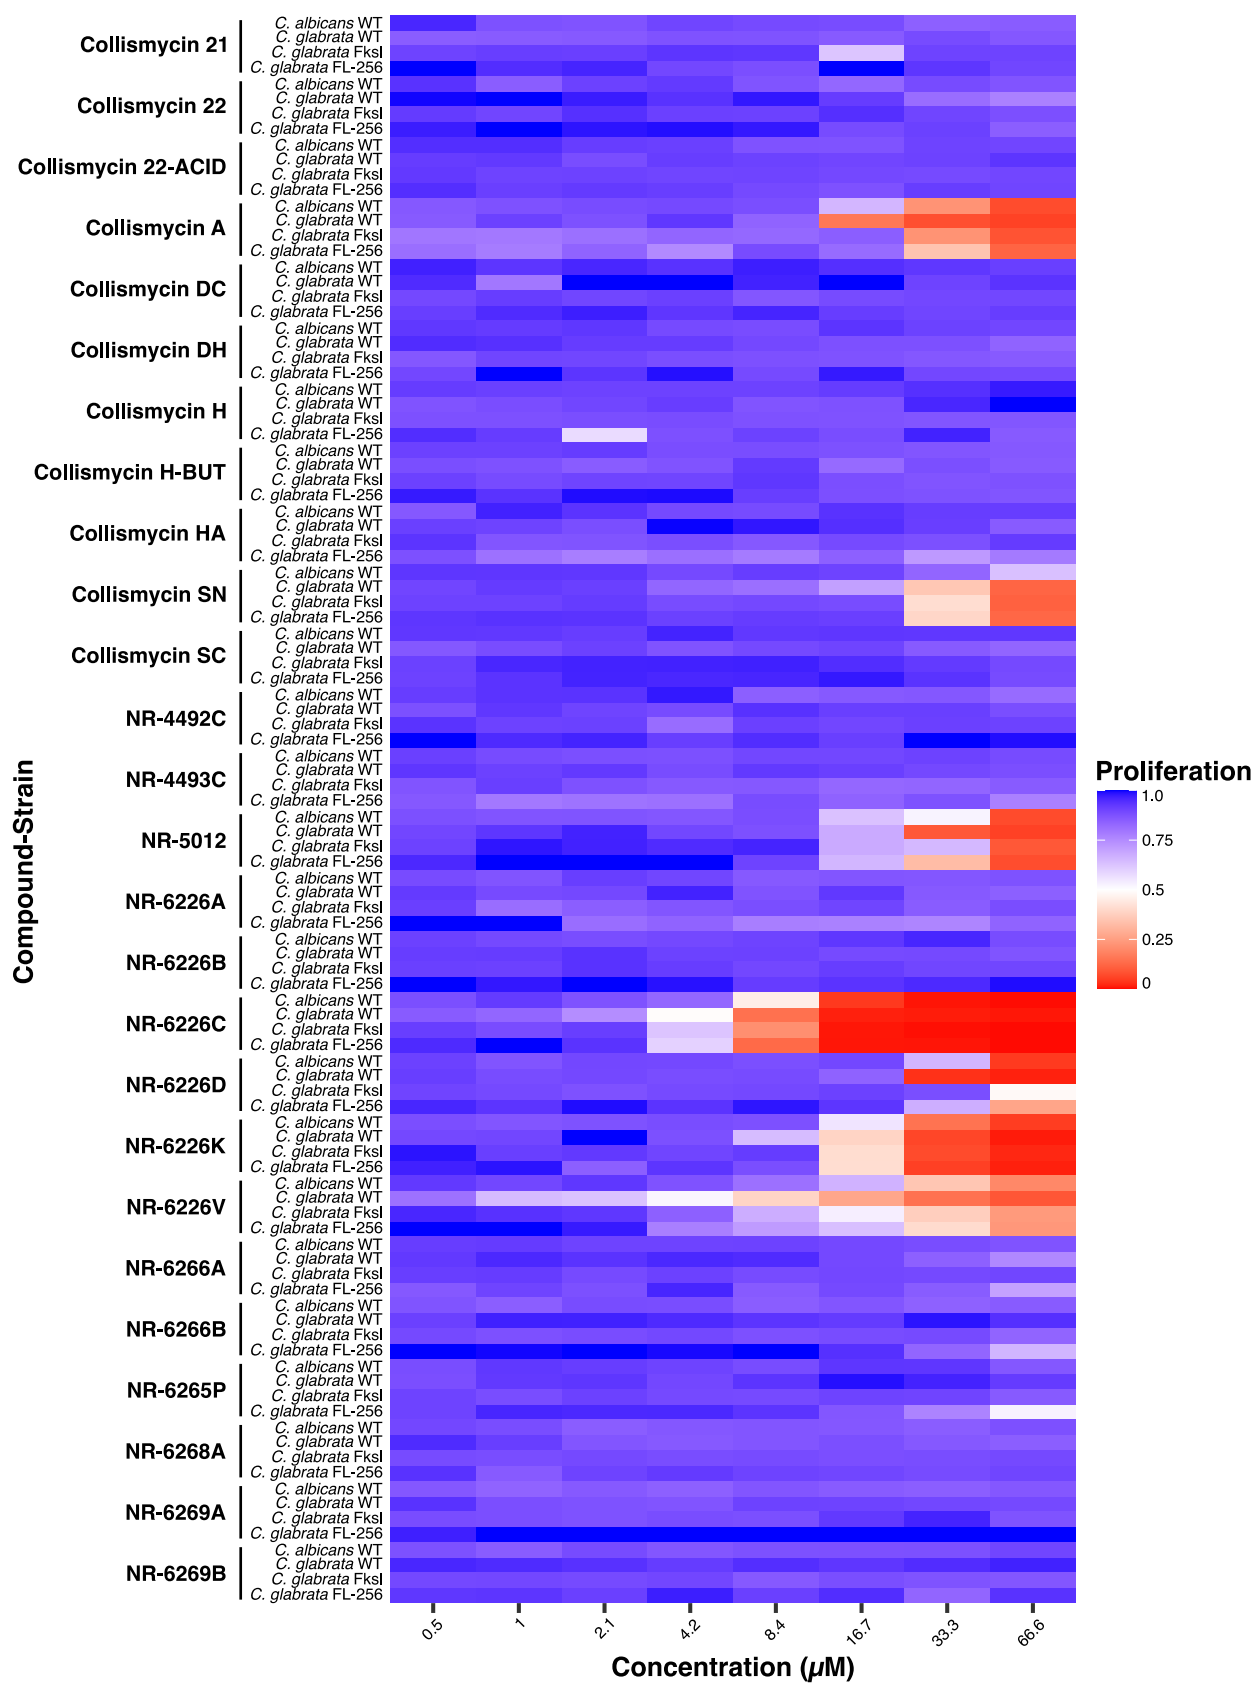 Compound-Strain
Collismycin 21
C. albicans WT
C. glabrata WT
C. glabrata FksI
C. glabrata FL-256
Collismycin 22
C. albicans WT
C. glabrata WT
C. glabrata FksI
C. glabrata FL-256
Collismycin 22-ACID
C. albicans WT
C. glabrata WT
C. glabrata FksI
C. glabrata FL-256
Collismycin A
C. albicans WT
C. glabrata WT
C. glabrata FksI
C. glabrata FL-256
Collismycin DC
C. albicans WT
C. glabrata WT
C. glabrata FksI
C. glabrata FL-256
Collismycin DH
C. albicans WT
C. glabrata WT
C. glabrata FksI
C. glabrata FL-256
Collismycin H
C. albicans WT
C. glabrata WT
C. glabrata FksI
C. glabrata FL-256
Collismycin H-BUT
C. albicans WT
C. glabrata WT
C. glabrata FksI
C. glabrata FL-256
Collismycin HA
C. albicans WT
C. glabrata WT
C. glabrata FksI
C. glabrata FL-256
Collismycin SN
C. albicans WT
C. glabrata WT
C. glabrata FksI
C. glabrata FL-256
Collismycin SC
C. albicans WT
C. glabrata WT
C. glabrata FksI
C. glabrata FL-256
NR-4492C
C. albicans WT
C. glabrata WT
C. glabrata FksI
C. glabrata FL-256
NR-4493C
C. albicans WT
C. glabrata WT
C. glabrata FksI
C. glabrata FL-256
NR-5012
C. albicans WT
C. glabrata WT
C. glabrata FksI
C. glabrata FL-256
NR-6226A
C. albicans WT
C. glabrata WT
C. glabrata FksI
C. glabrata FL-256
NR-6226B
C. albicans WT
C. glabrata WT
C. glabrata FksI
C. glabrata FL-256
NR-6226C
C. albicans WT
C. glabrata WT
C. glabrata FksI
C. glabrata FL-256
NR-6226D
C. albicans WT
C. glabrata WT
C. glabrata FksI
C. glabrata FL-256
NR-6226K
C. albicans WT
C. glabrata WT
C. glabrata FksI
C. glabrata FL-256
NR-6226V
C. albicans WT
C. glabrata WT
C. glabrata FksI
C. glabrata FL-256
NR-6266A
C. albicans WT
C. glabrata WT
C. glabrata FksI
C. glabrata FL-256
NR-6266B
C. albicans WT
C. glabrata WT
C. glabrata FksI
C. glabrata FL-256
NR-6265P
C. albicans WT
C. glabrata WT
C. glabrata FksI
C. glabrata FL-256
NR-6268A
C. albicans WT
C. glabrata WT
C. glabrata FksI
C. glabrata FL-256
NR-6269A
C. albicans WT
C. glabrata WT
C. glabrata FksI
C. glabrata FL-256
NR-6269B
C. albicans WT
C. glabrata WT
C. glabrata FksI
C. glabrata FL-256
0.5 1 2.1 4.2 8.4 16.7 33.3 66.6
Concentration (μM)
Proliferation
1.0
0.75
0.5
0.25
0